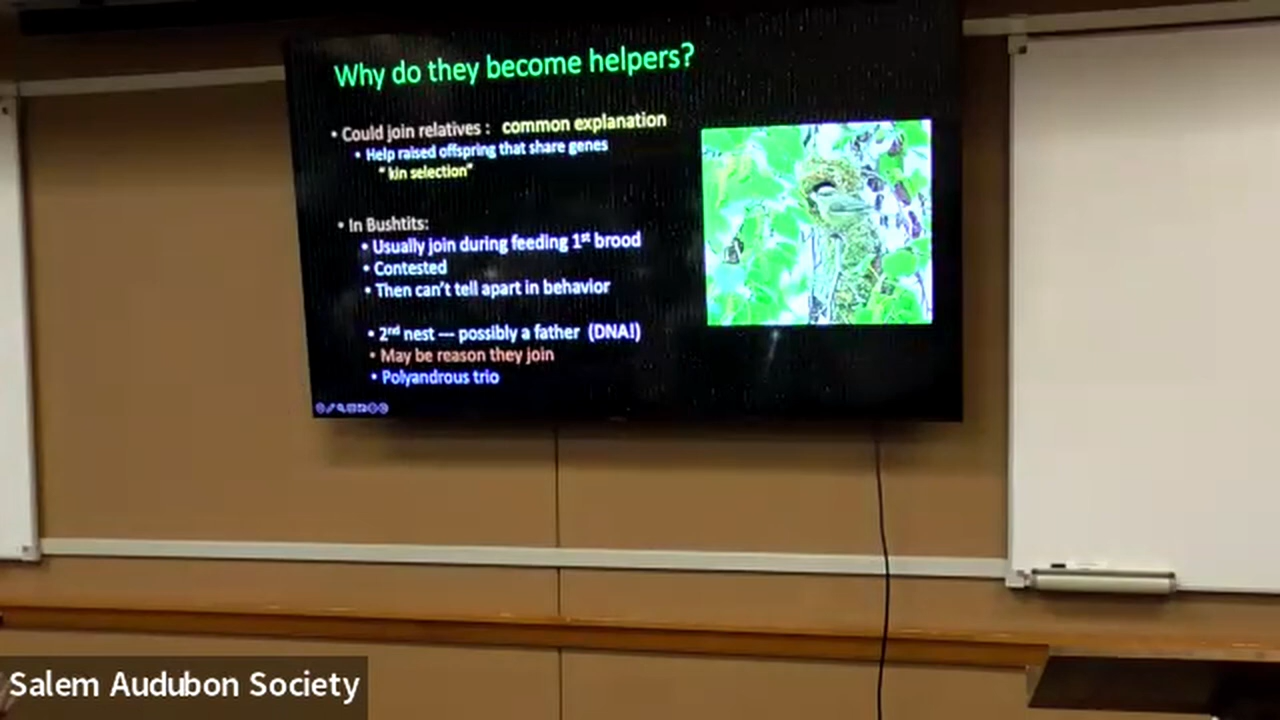 Why do they become helpers?
• Could join relatives : common explanation
• Help raised offspring that share genes
" kin selection"
• In Bushtits:
• Usually join during feeding 1st brood
• Contested
• Then can't tell apart in behavior
• 2nd nest --- possibly a father (DNA!)
• May be reason they join
• Polyandrous trio
Salem Audubon Society